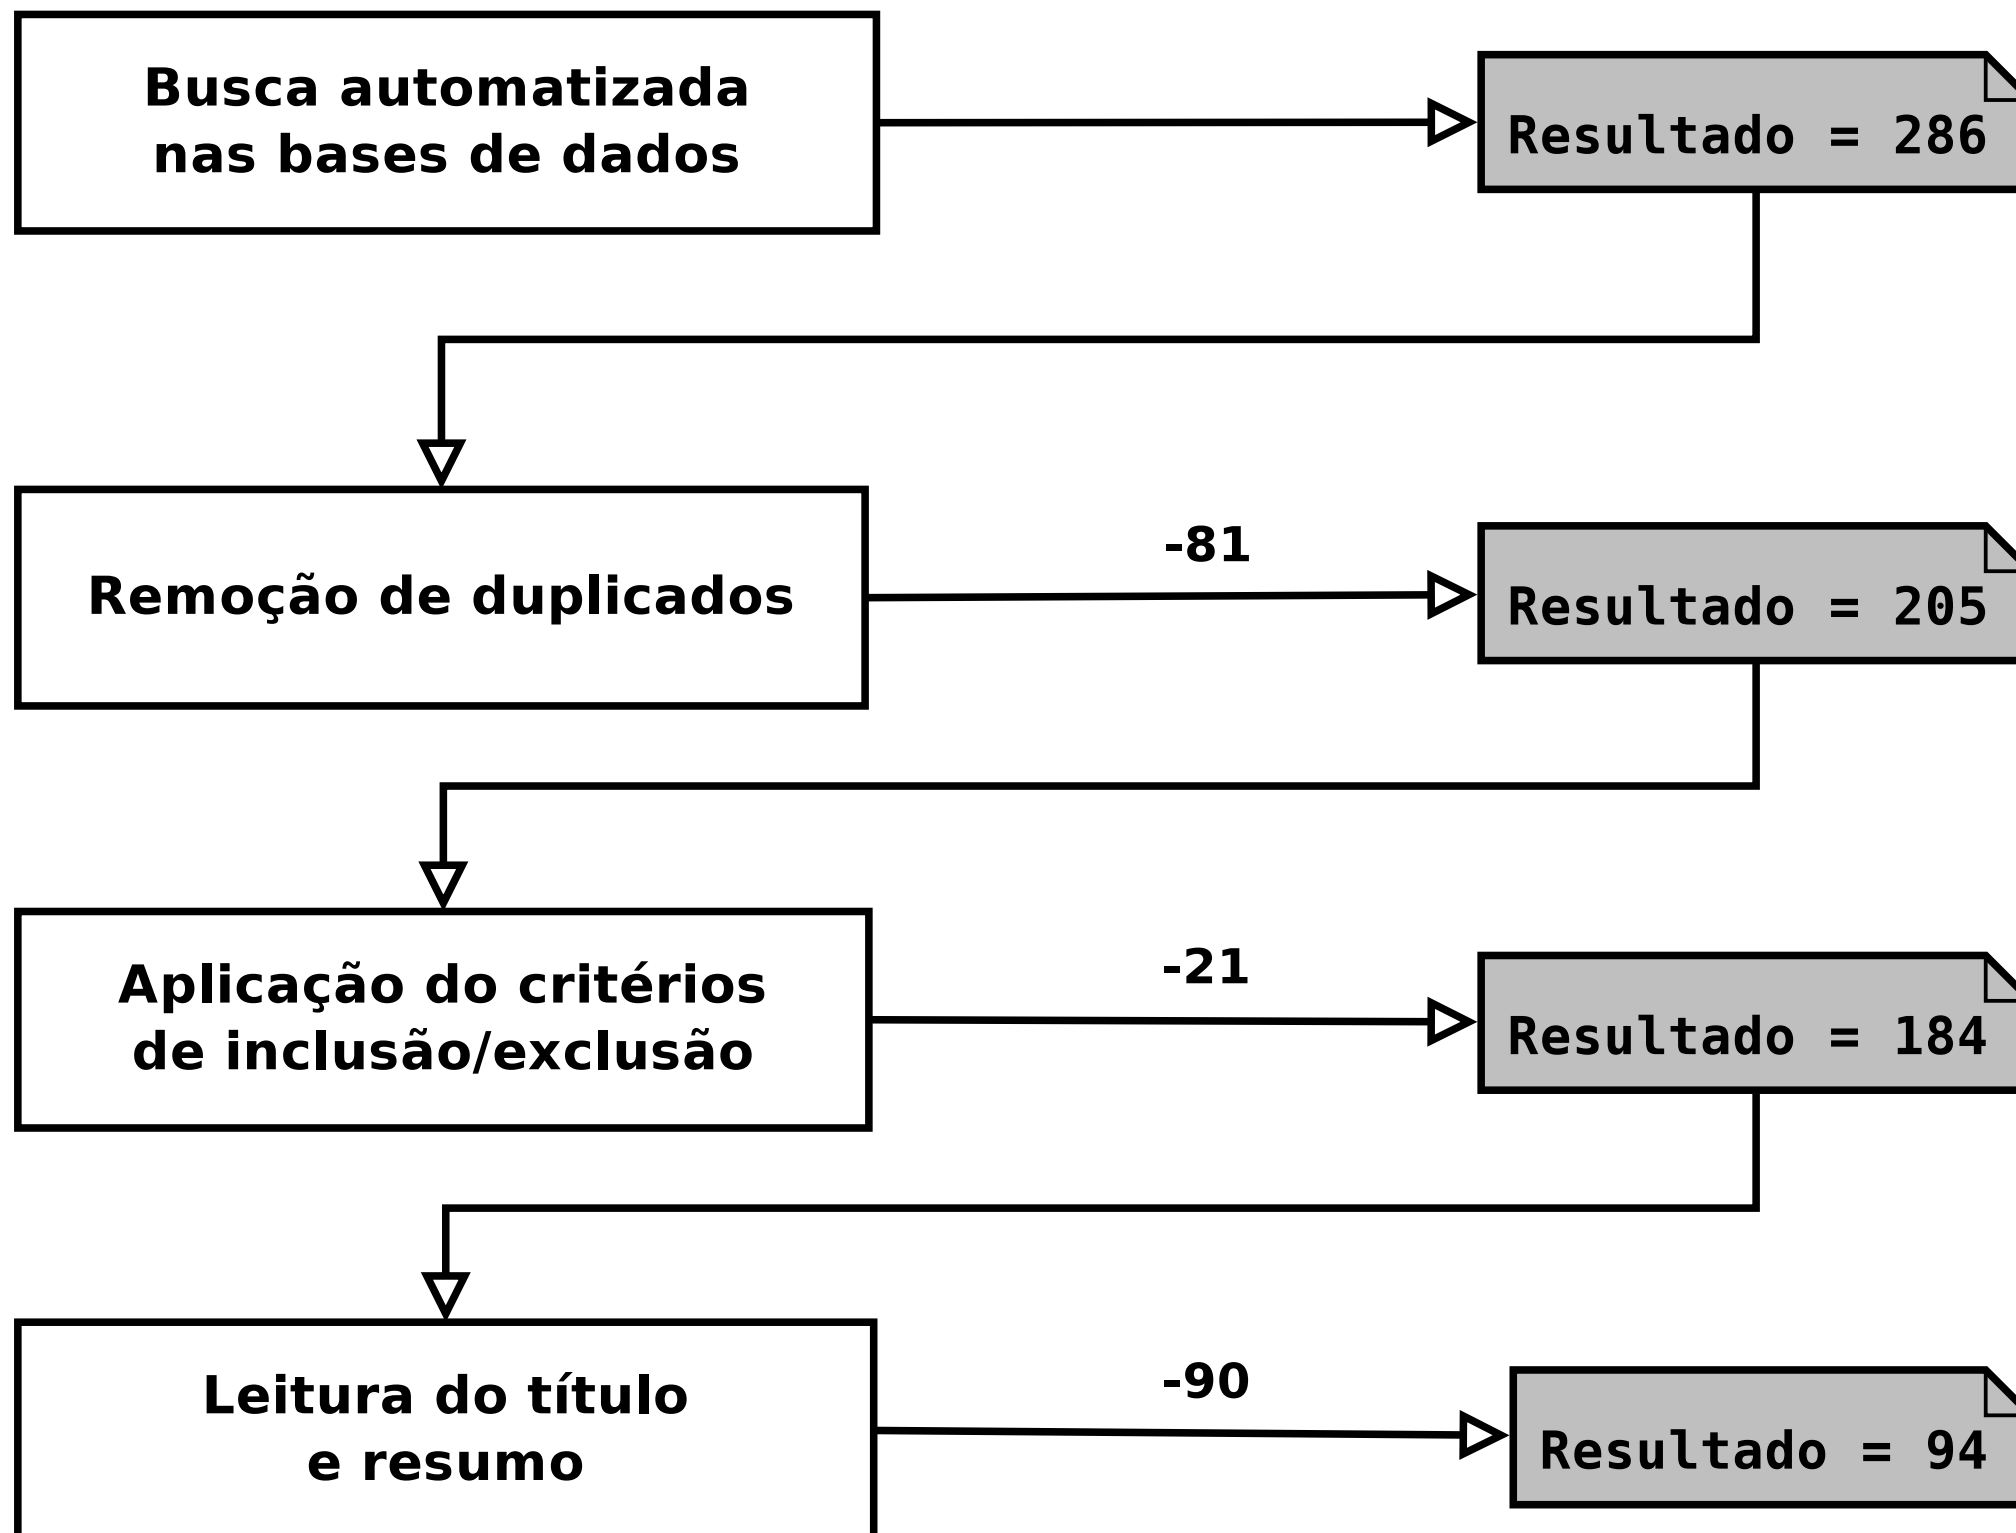 Busca automatizada
nas bases de dados
Resultado = 286
Remoção de duplicados
-81
Resultado = 205
Aplicação do critérios
de inclusão/exclusão
-21
Resultado = 184
Leitura do título
e resumo
-90
Resultado = 94